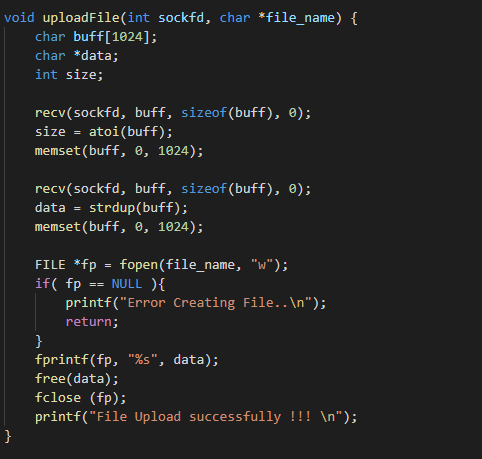 void uploadFile(int sockfd, char *file_name) {
    char buff[1024];
    char *data;
    int size;

    recv(sockfd, buff, sizeof(buff), 0);
    size = atoi(buff);
    memset(buff, 0, 1024);

    recv(sockfd, buff, sizeof(buff), 0);
    data = strdup(buff);
    memset(buff, 0, 1024);

    FILE *fp = fopen(file_name, "w");
    if( fp == NULL ){
        printf("Error Creating File..\n");
        return;
    }
    fprintf(fp, "%s", data);
    free(data);
    fclose (fp);
    printf("File Upload successfully !!! \n");
}